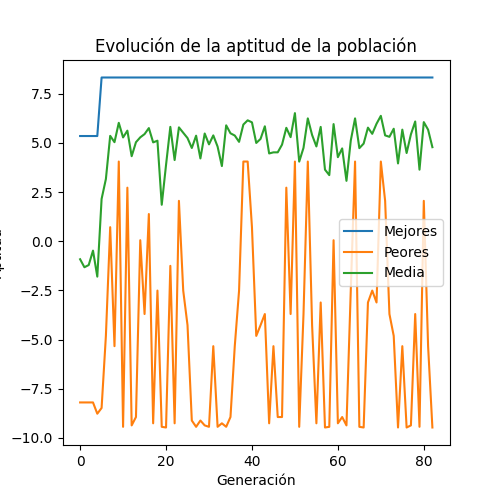 Evolución de la aptitud de la población
7.5
5.0
2.5
0.0
−2.5
−5.0
−7.5
−10.0
Mejores
Peores
Media
0
20
40
60
80
Generación